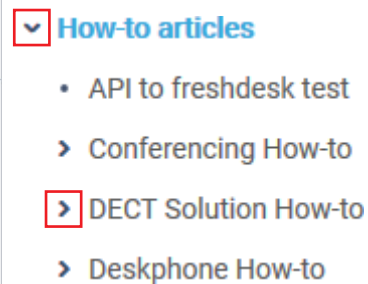 How-to articles
API to freshdesk test
Conferencing How-to
DECT Solution How-to
Deskphone How-to